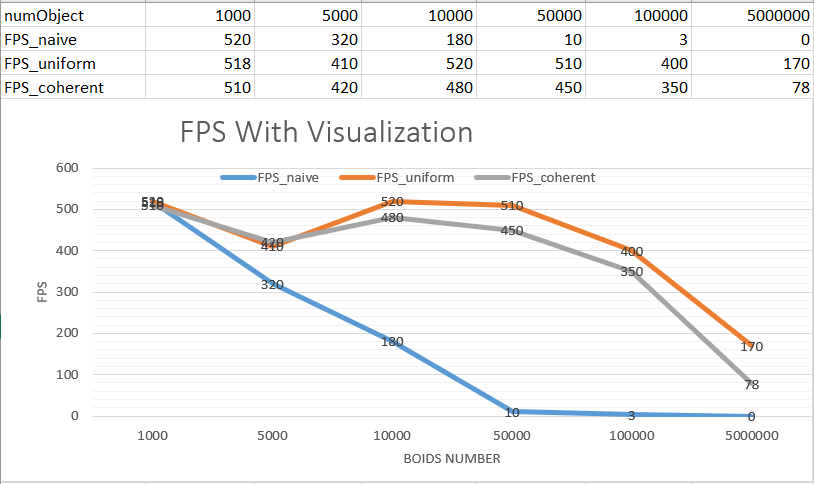 numObject 1000 5000 10000 50000 100000 5000000
FPS_naive 520 320 180 10 3 0
FPS_uniform 518 410 520 510 400 170
FPS_coherent 510 420 480 450 350 78
FPS With Visualization
600
FPS_naive FPS_uniform FPS_coherent
520
518
510
520
500
510
480
450
420
410
400
400
350
320
300
FPS
200
180
170
100
78
0
10
3
0
1000 5000 10000 50000 100000 5000000
BOIDS NUMBER